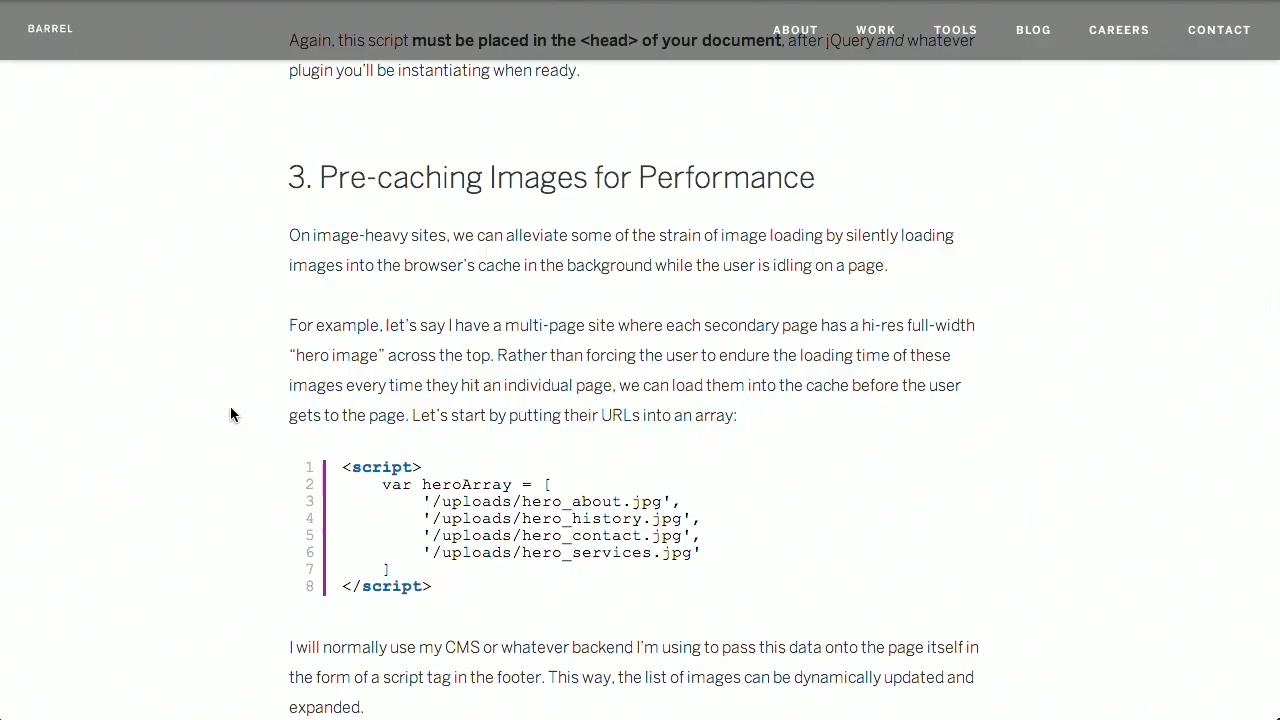 BARREL
ABOUT WORK TOOLS BLOG CAREERS CONTACT
Again, this script must be placed in the <head> of your document, after jQuery and whatever
plugin you’ll be instantiating when ready.
3. Pre-caching Images for Performance
On image-heavy sites, we can alleviate some of the strain of image loading by silently loading
images into the browser’s cache in the background while the user is idling on a page.
For example, let’s say I have a multi-page site where each secondary page has a hi-res full-width
“hero image” across the top. Rather than forcing the user to endure the loading time of these
images every time they hit an individual page, we can load them into the cache before the user
gets to the page. Let’s start by putting their URLs into an array:
1 <script>
2     var heroArray = [
3         '/uploads/hero_about.jpg',
4         '/uploads/hero_history.jpg',
5         '/uploads/hero_contact.jpg',
6         '/uploads/hero_services.jpg'
7     ]
8 </script>
I will normally use my CMS or whatever backend I’m using to pass this data onto the page itself in
the form of a script tag in the footer. This way, the list of images can be dynamically updated and
expanded.